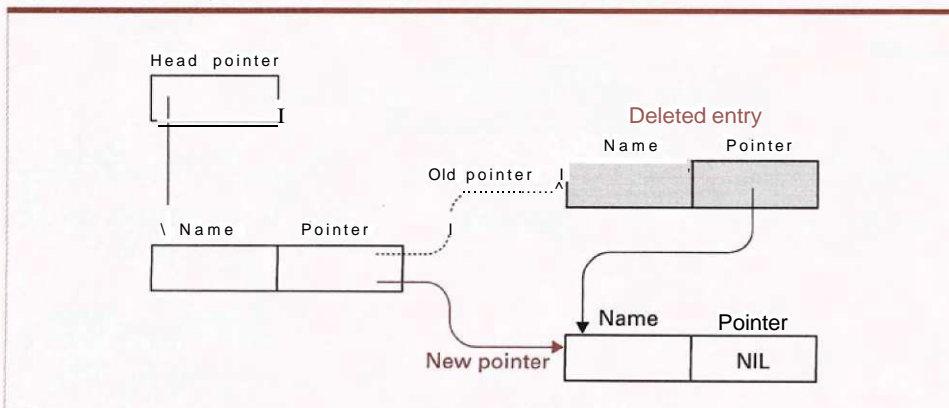 Head pointer
Deleted entry
Name Pointer
Old pointer
Name Pointer
Name Pointer
New pointer
NIL